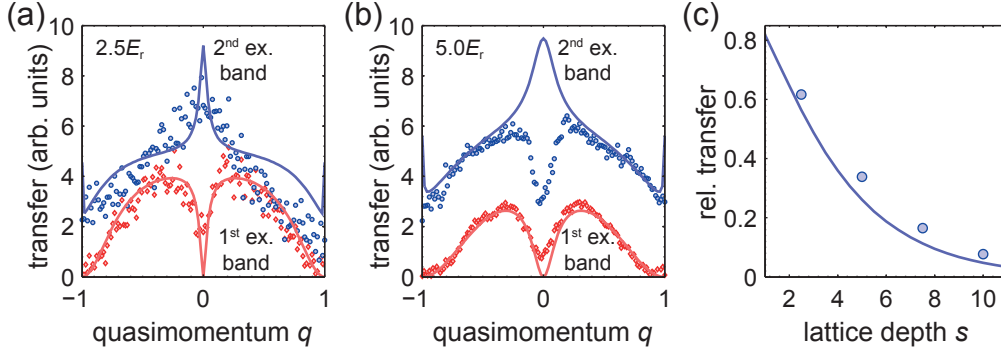 (a)
10
8
6
4
2
0
transfer (arb. units)
2.5Eᵣ
2ⁿᵈ ex.
band
1ˢᵗ ex.
band
−1
0
1
quasimomentum q
(b)
10
8
6
4
2
0
transfer (arb. units)
5.0Eᵣ
2ⁿᵈ ex.
band
1ˢᵗ ex.
band
−1
0
1
quasimomentum q
(c)
0.8
0.6
0.4
0.2
0
rel. transfer
2
4
6
8
10
lattice depth s